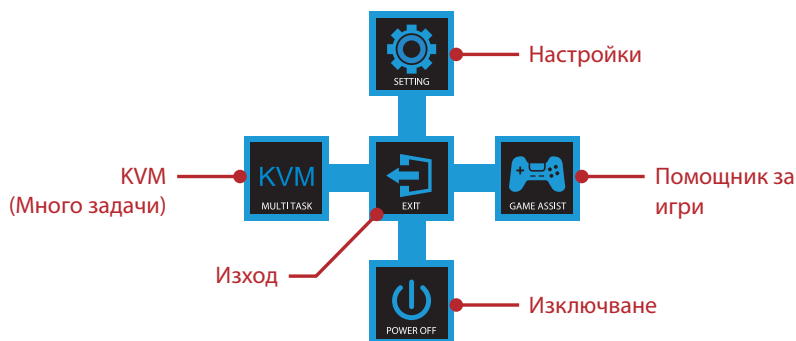 SETTING
Настройки
KVM
(Много задачи)
KVM
MULTI TASK
EXIT
GAME ASSIST
Помощник за
игри
Изход
POWER OFF
Изключване